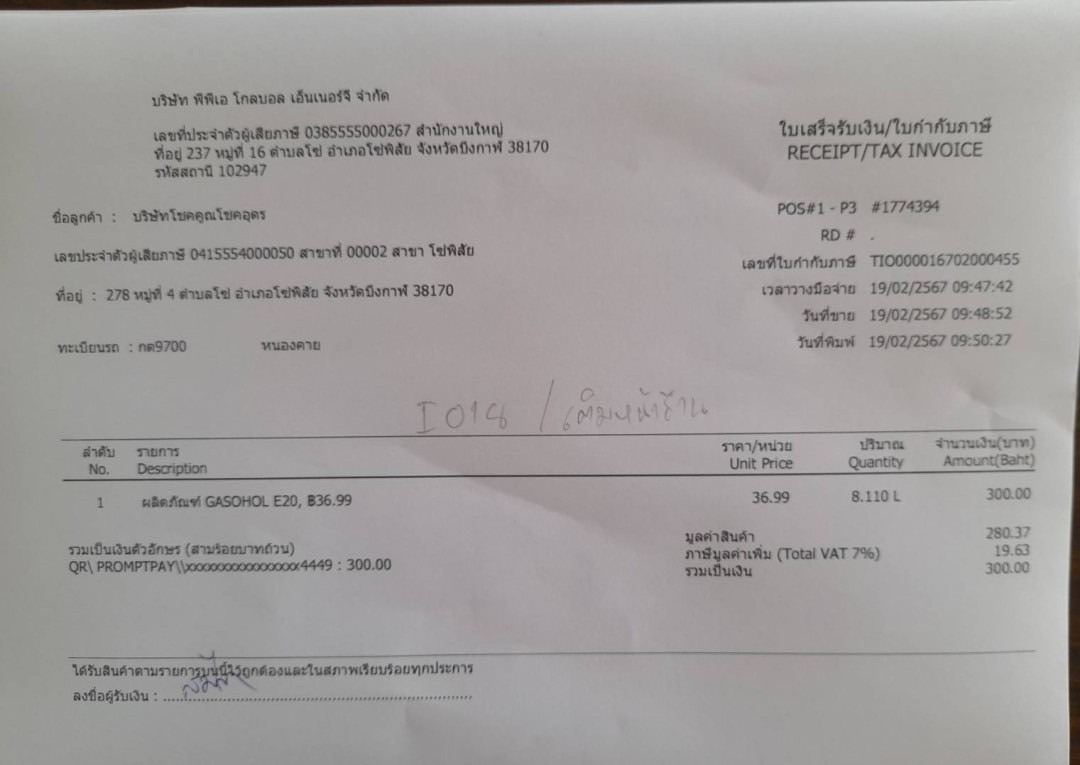 บริษัท พีพีเอ โกลบอล เอ็นเนอร์จี จำกัด
เลขที่ประจำตัวผู้เสียภาษี 0385555000267 สำนักงานใหญ่
ที่อยู่ 237 หมู่ที่ 16 ตำบลโซ่ อำเภอโซ่พิสัย จังหวัดบึงกาฬ 38170
รหัสสถานี 102947
ใบเสร็จรับเงิน/ใบกำกับภาษี
RECEIPT/TAX INVOICE
ชื่อลูกค้า : บริษัทโชคคูณโชคอุดร
เลขประจำตัวผู้เสียภาษี 0415554000050 สาขาที่ 00002 สาขา โซ่พิสัย
ที่อยู่ : 278 หมู่ที่ 4 ตำบลโซ่ อำเภอโซ่พิสัย จังหวัดบึงกาฬ 38170
ทะเบียนรถ : กต9700 หนองคาย
POS#1 - P3 #1774394
RD # .
เลขที่ใบกำกับภาษี TIO000016702000455
เวลาวางมือจ่าย 19/02/2567 09:47:42
วันที่ขาย 19/02/2567 09:48:52
วันที่พิมพ์ 19/02/2567 09:50:27
I018 / เติมหน้าร้าน
ลำดับ รายการ ราคา/หน่วย ปริมาณ จำนวนเงิน(บาท)
No. Description Unit Price Quantity Amount(Baht)
1 ผลิตภัณฑ์ GASOHOL E20, ฿36.99 36.99 8.110 L 300.00
มูลค่าสินค้า 280.37
รวมเป็นเงินตัวอักษร (สามร้อยบาทถ้วน) ภาษีมูลค่าเพิ่ม (Total VAT 7%) 19.63
QR\ PROMPTPAY\\xxxxxxxxxxxxxxxx4449 : 300.00 รวมเป็นเงิน 300.00
ได้รับสินค้าตามรายการบนนี้ไว้ถูกต้องและในสภาพเรียบร้อยทุกประการ
ลงชื่อผู้รับเงิน :